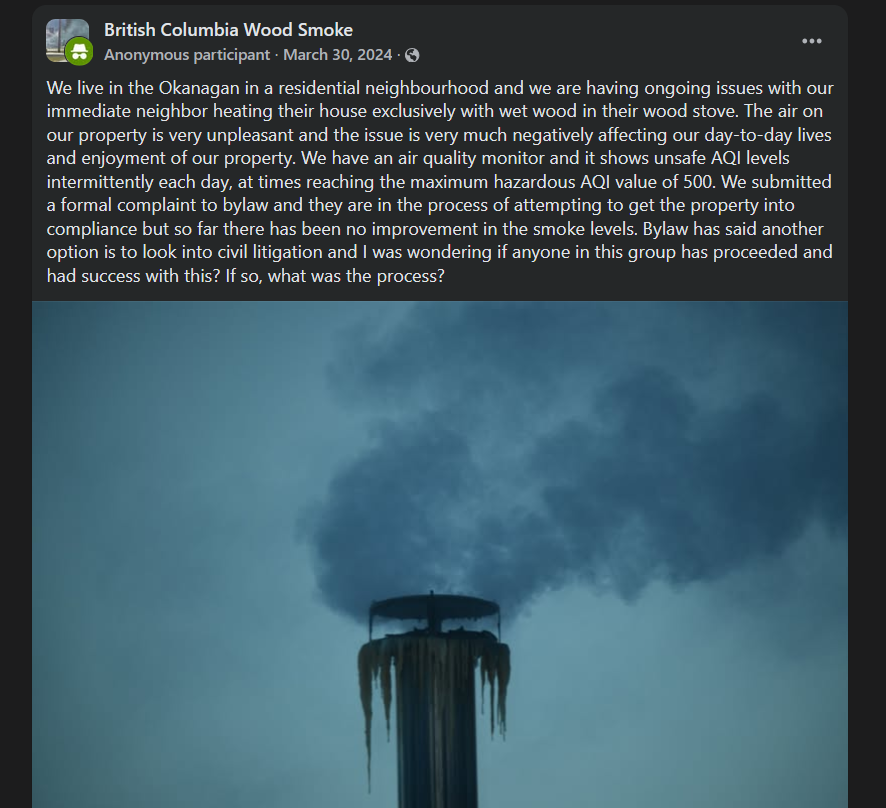 British Columbia Wood Smoke
Anonymous participant · March 30, 2024 ·
We live in the Okanagan in a residential neighbourhood and we are having ongoing issues with our
immediate neighbor heating their house exclusively with wet wood in their wood stove. The air on
our property is very unpleasant and the issue is very much negatively affecting our day-to-day lives
and enjoyment of our property. We have an air quality monitor and it shows unsafe AQI levels
intermittently each day, at times reaching the maximum hazardous AQI value of 500. We submitted
a formal complaint to bylaw and they are in the process of attempting to get the property into
compliance but so far there has been no improvement in the smoke levels. Bylaw has said another
option is to look into civil litigation and I was wondering if anyone in this group has proceeded and
had success with this? If so, what was the process?